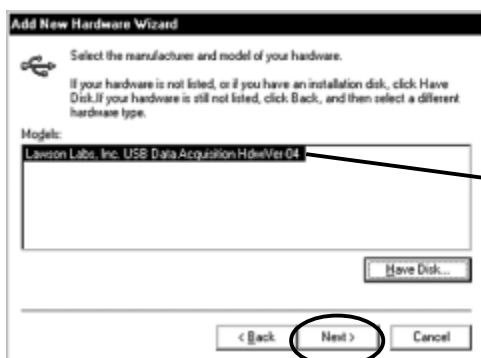 Add New Hardware Wizard
Select the manufacturer and model of your hardware.
If your hardware is not listed, or if you have an installation disk, click Have
Disk.If your hardware is still not listed, click Back, and then select a different
hardware type.
Models:
Lawson Labs, Inc. USB Data Acquisition HdweVer 04
Have Disk...
< Back
Next >
Cancel